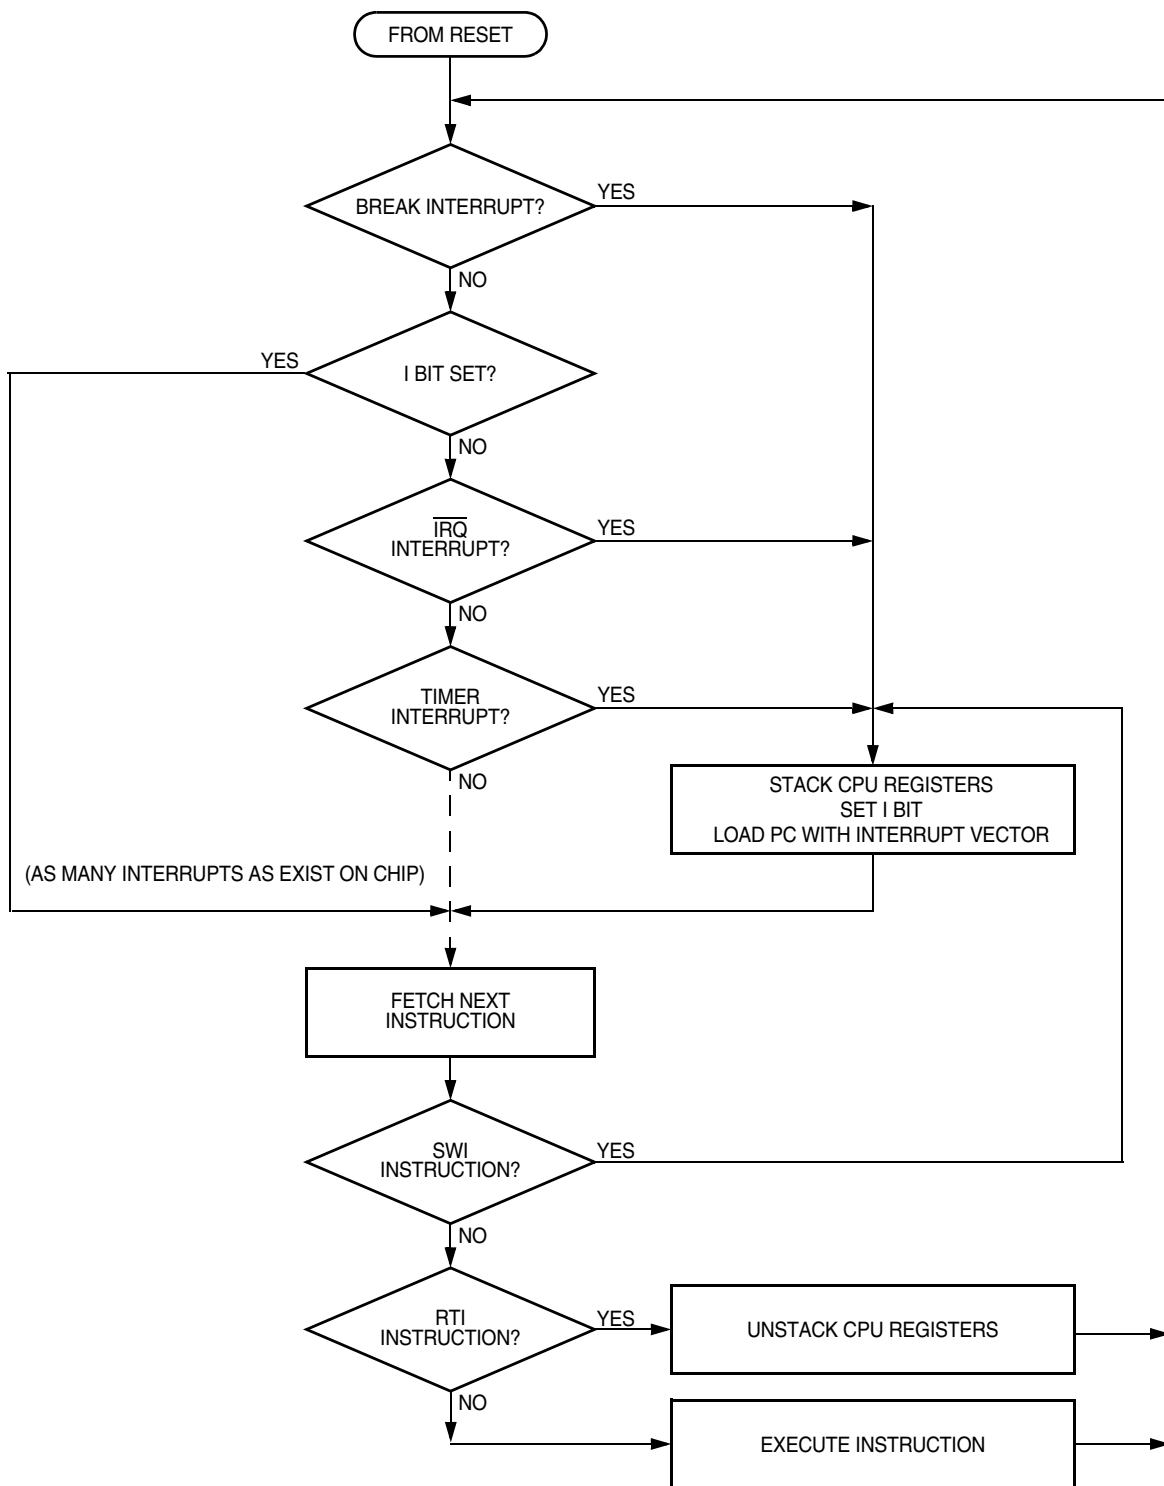 FROM RESET
BREAK INTERRUPT?
YES
NO
YES
I BIT SET?
NO
IRQ
INTERRUPT?
YES
NO
TIMER
INTERRUPT?
YES
NO
STACK CPU REGISTERS
SET I BIT
LOAD PC WITH INTERRUPT VECTOR
(AS MANY INTERRUPTS AS EXIST ON CHIP)
FETCH NEXT
INSTRUCTION
SWI
INSTRUCTION?
YES
NO
RTI
INSTRUCTION?
YES
UNSTACK CPU REGISTERS
NO
EXECUTE INSTRUCTION